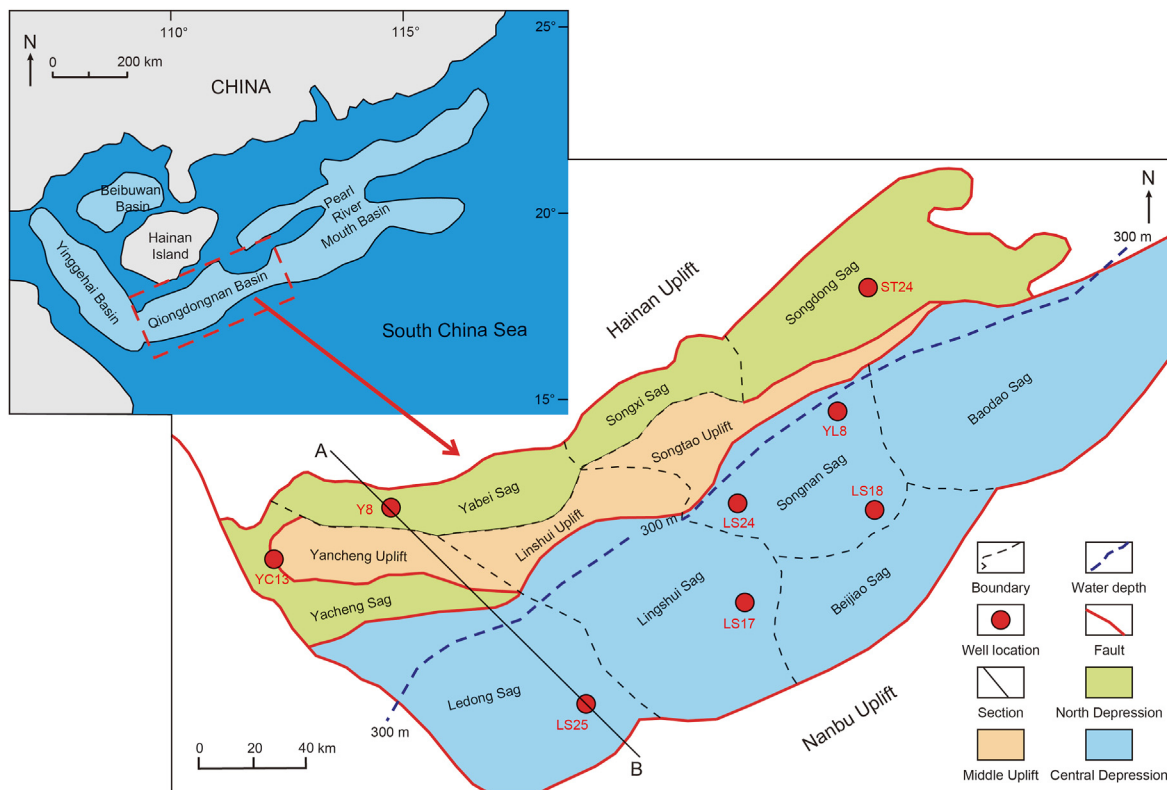 110°
115°
25°
N
0
200 km
CHINA
Beibuwan
Basin
Pearl
River
Mouth Basin
20°
Hainan
Island
Yinggehai Basin
Qiongdongnan Basin
South China Sea
15°
N
300 m
Hainan Uplift
Songdong Sag
ST24
Songxi Sag
Baodao Sag
Songtao Uplift
YL8
A
Songnan Sag
Yabei Sag
LS18
Y8
LS24
300 m
Linshui Uplift
Yancheng Uplift
YC13
Lingshui Sag
Beijiao Sag
Yacheng Sag
LS17
Ledong Sag
LS25
Nanbu Uplift
300 m
B
0
20
40 km
Boundary
Water depth
Well location
Fault
Section
North Depression
Middle Uplift
Central Depression